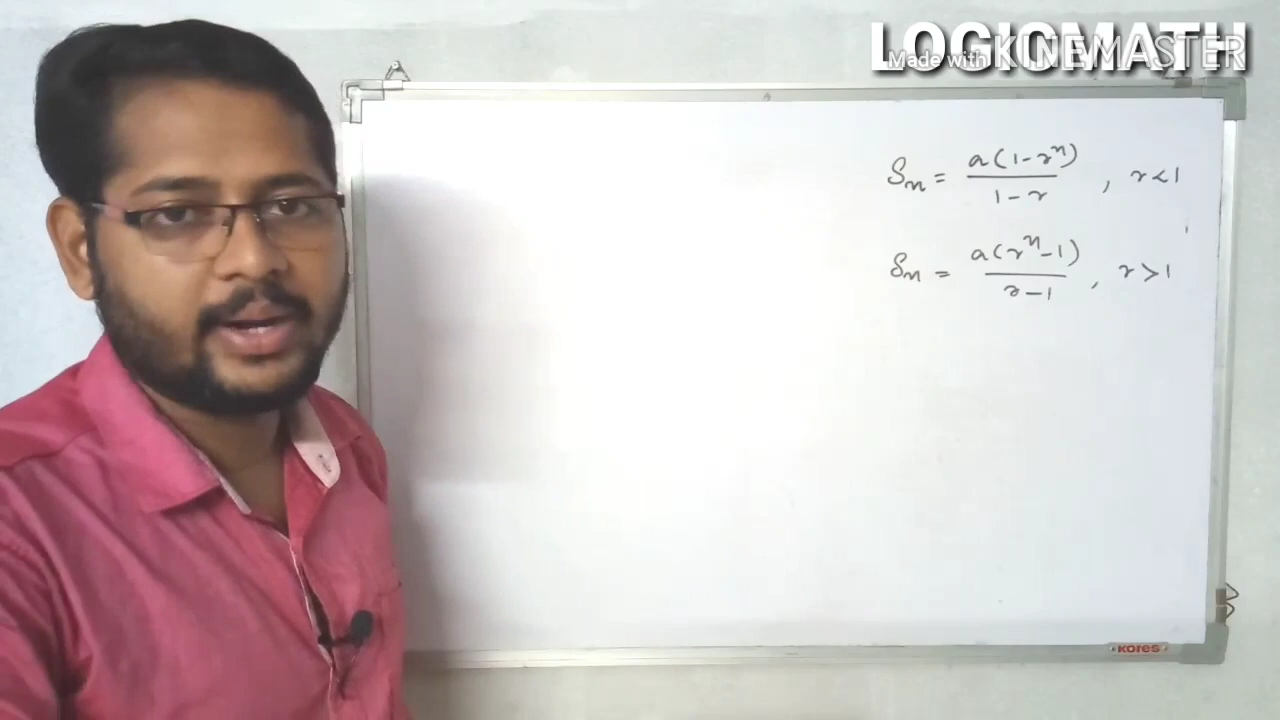 LOGICMATH
Made with KINEMASTER
Sn = a(1-r^n) / 1-r , r<1
Sn = a(r^n-1) / r-1 , r>1
Kores